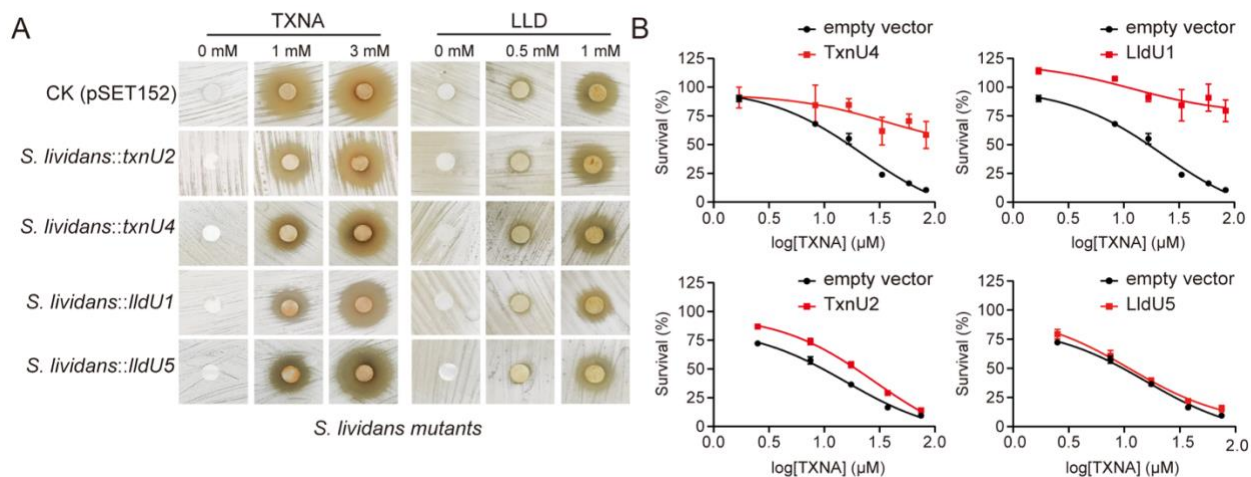 A
TXNA
LLD
0 mM
1 mM
3 mM
0 mM
0.5 mM
1 mM
CK (pSET152)
S. lividans::txnU2
S. lividans::txnU4
S. lividans::lldU1
S. lividans::lldU5
S. lividans mutants
B
empty vector
TxnU4
125
100
75
50
25
0
Survival (%)
0.0
0.5
1.0
1.5
2.0
log[TXNA] (μM)
empty vector
LldU1
125
100
75
50
25
0
Survival (%)
0.0
0.5
1.0
1.5
2.0
log[TXNA] (μM)
empty vector
TxnU2
100
75
50
25
0
Survival (%)
0.0
0.5
1.0
1.5
2.0
log[TXNA] (μM)
empty vector
LldU5
100
75
50
25
0
Survival (%)
0.0
0.5
1.0
1.5
2.0
log[TXNA] (μM)